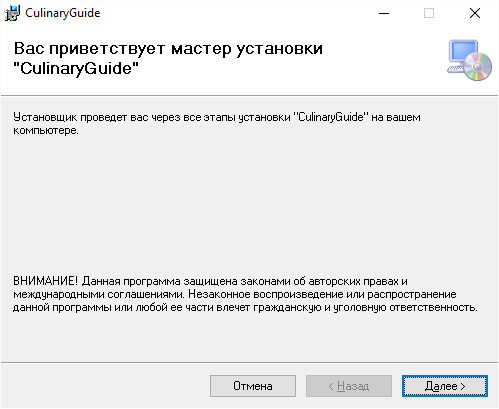 CulinaryGuide
Вас приветствует мастер установки
"CulinaryGuide"
Установщик проведет вас через все этапы установки "CulinaryGuide" на вашем
компьютере.
ВНИМАНИЕ! Данная программа защищена законами об авторских правах и
международными соглашениями. Незаконное воспроизведение или распространение
данной программы или любой ее части влечет гражданскую и уголовную ответственность.
Отмена < Назад Далее >